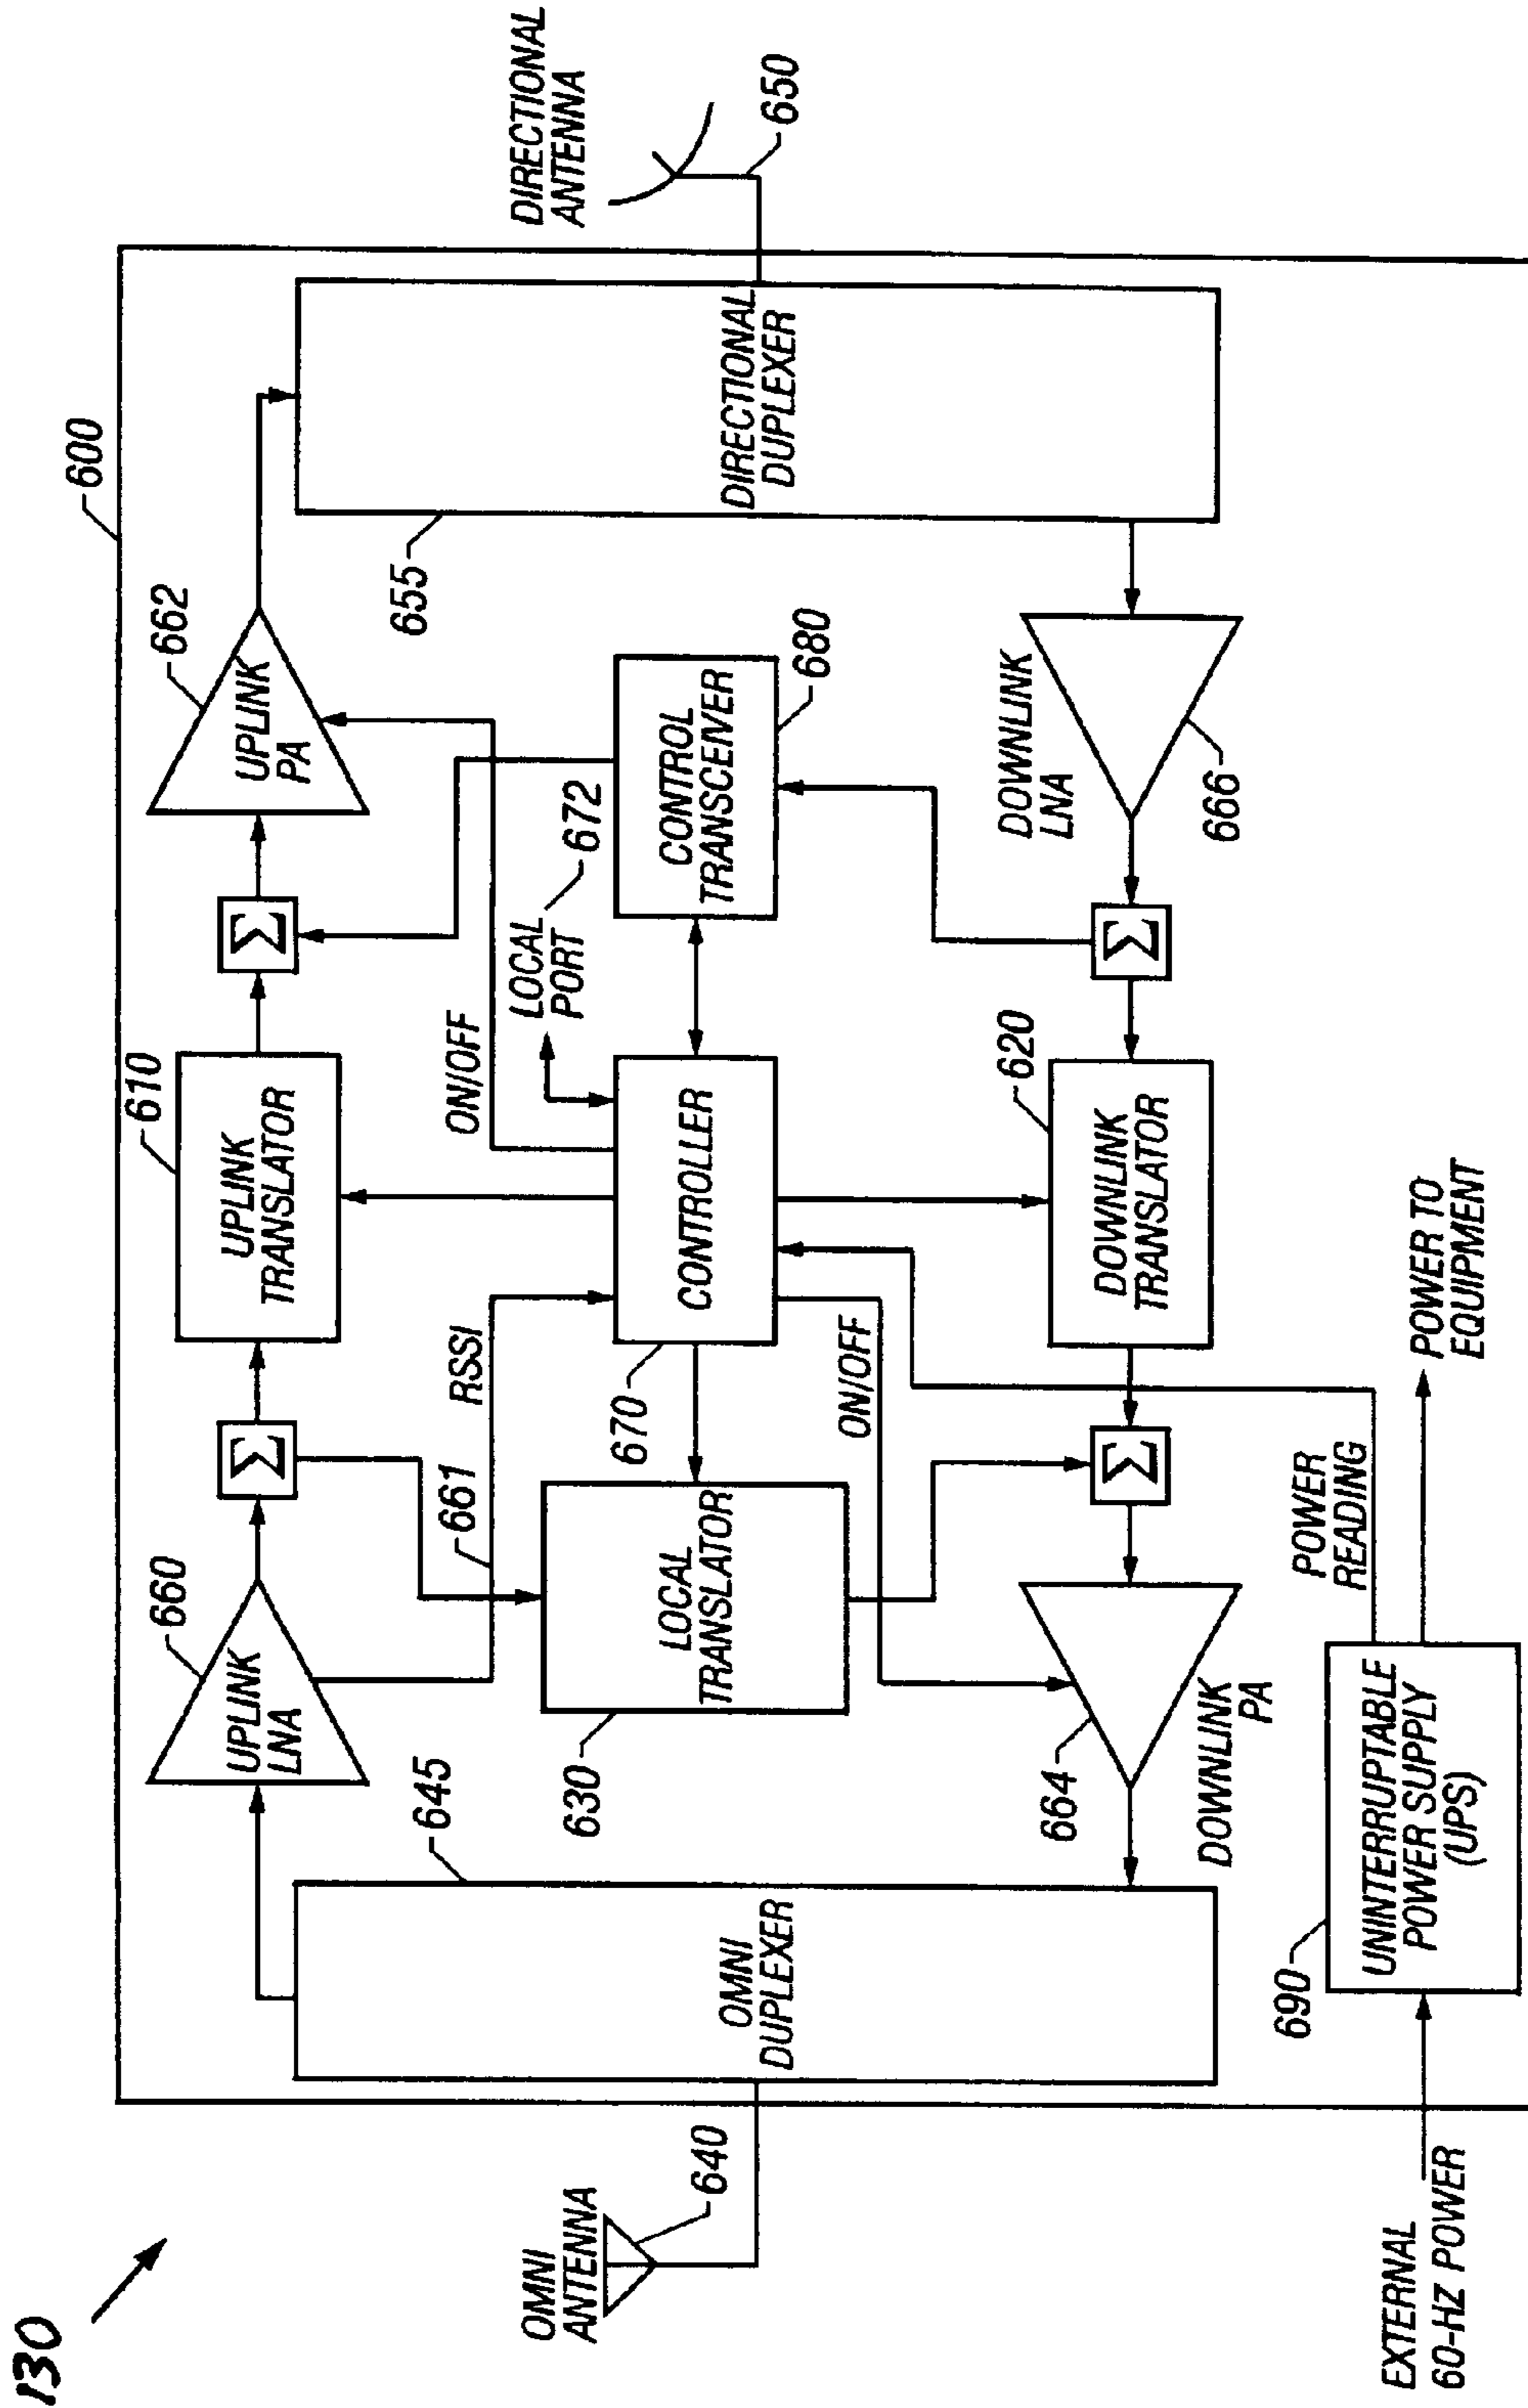 130
600
OMNI
ANTENNA
640
OMNI
DUPLEXER
645
UPLINK
LNA
660
Σ
UPLINK
TRANSLATOR
610
Σ
UPLINK
PA
662
DIRECTIONAL
DUPLEXER
655
DIRECTIONAL
ANTENNA
650
RSSI
661
ON/OFF
LOCAL
PORT
672
LOCAL
TRANSLATOR
630
CONTROLLER
670
CONTROL
TRANSCEIVER
680
ON/OFF
DOWNLINK
PA
664
Σ
DOWNLINK
TRANSLATOR
620
Σ
DOWNLINK
LNA
666
EXTERNAL
60-HZ POWER
UNINTERRUPTABLE
POWER SUPPLY
(UPS)
690
POWER
READING
POWER TO
EQUIPMENT